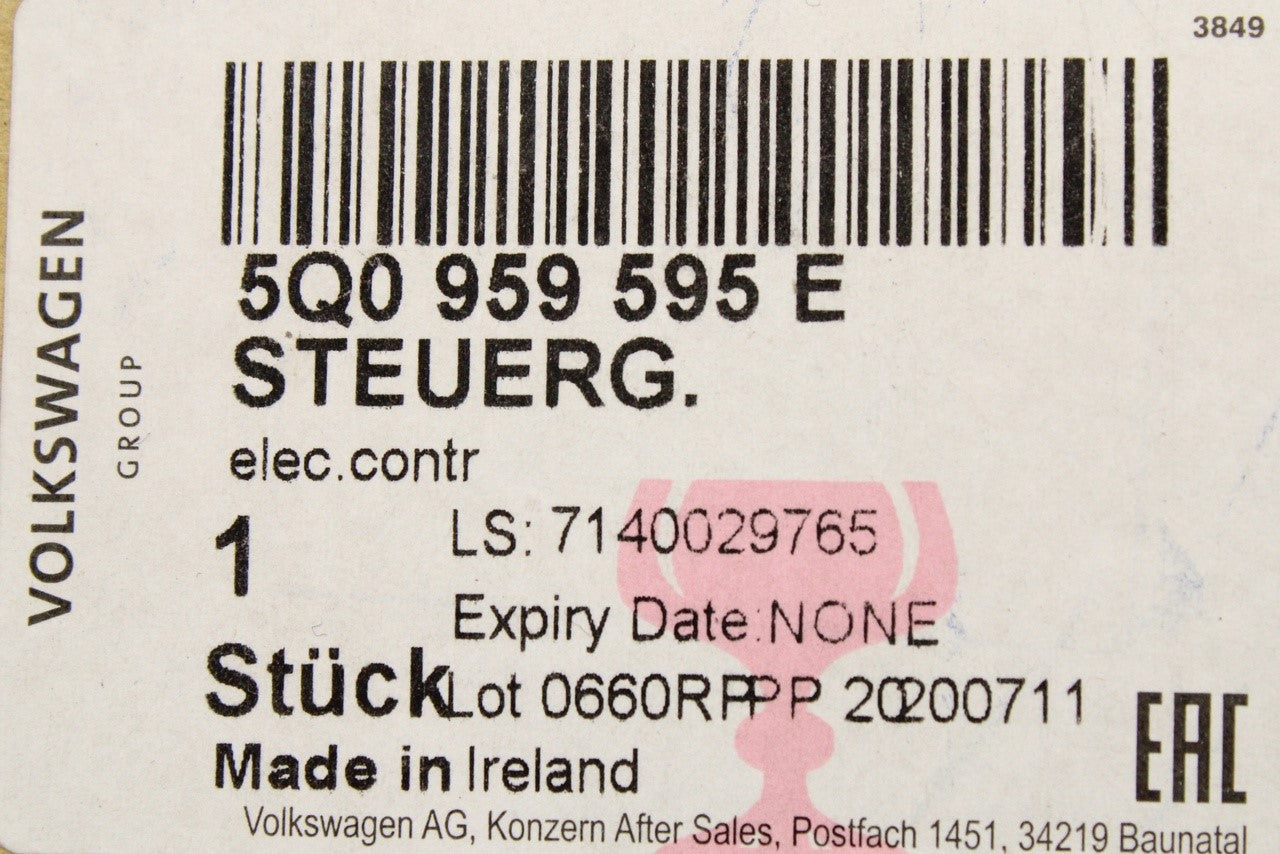 3849
VOLKSWAGEN
GROUP
5Q0 959 595 E
STEUERG.
elec.contr
1 LS: 7140029765
Expiry Date:NONE
Stück Lot 0660RPPP 20200711
Made in Ireland
EAC
Volkswagen AG, Konzern After Sales, Postfach 1451, 34219 Baunatal